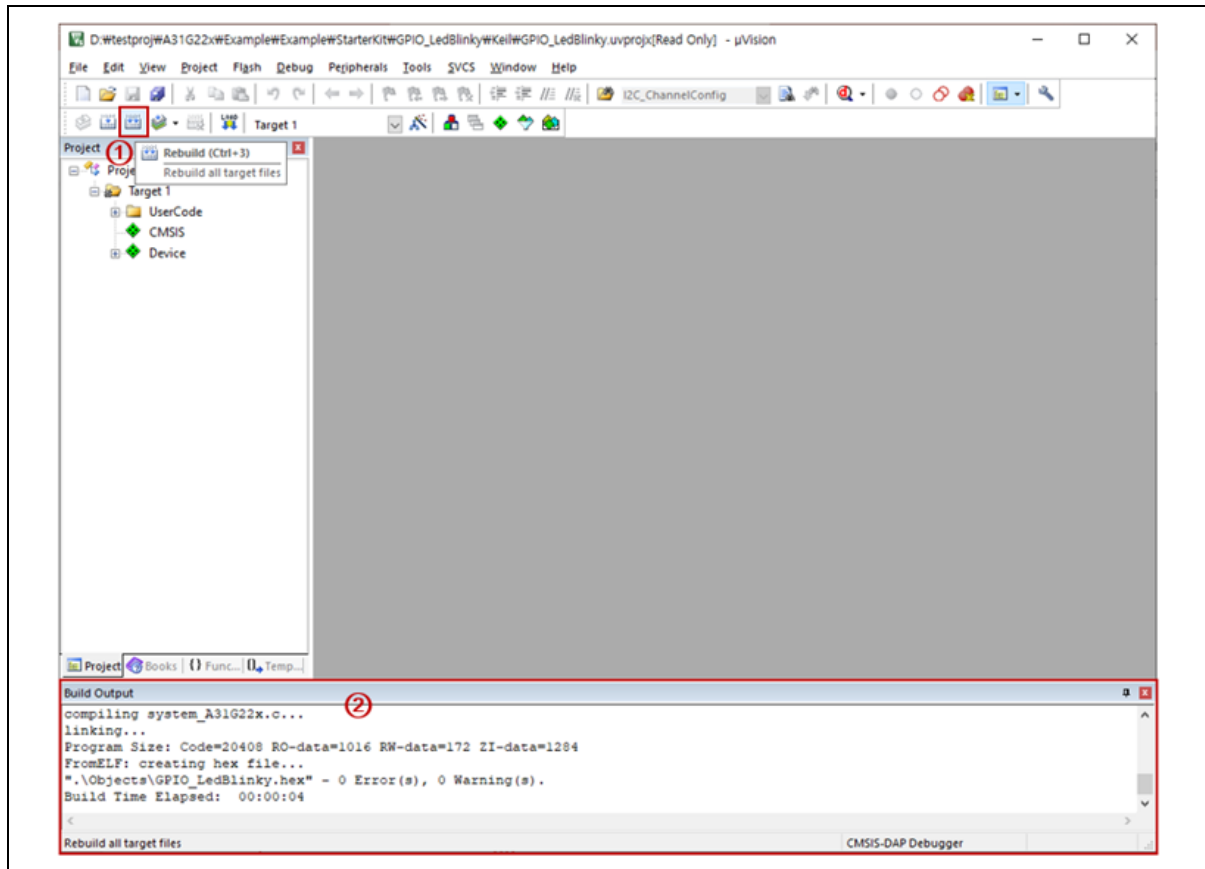 D:₩testproj₩A31G22x₩Example₩Example₩StarterKit₩GPIO_LedBlinky₩Keil₩GPIO_LedBlinky.uvprojx[Read Only] - µVision
File Edit View Project Flash Debug Peripherals Tools SVCS Window Help
I2C_ChannelConfig
LOAD Target 1
Project ①
Rebuild (Ctrl+3)
Rebuild all target files
Target 1
UserCode
CMSIS
Device
Project Books {} Func... 0 Temp...
Build Output
②
compiling system_A31G22x.c...
linking...
Program Size: Code=20408 RO-data=1016 RW-data=172 ZI-data=1284
FromELF: creating hex file...
".\Objects\GPIO_LedBlinky.hex" - 0 Error(s), 0 Warning(s).
Build Time Elapsed: 00:00:04
Rebuild all target files CMSIS-DAP Debugger